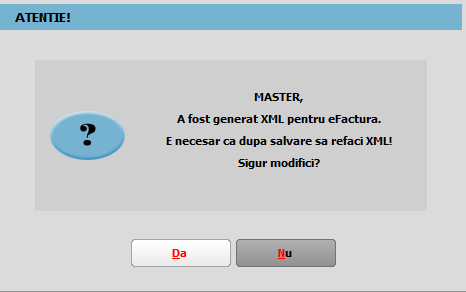 ATENTIE!
MASTER,
A fost generat XML pentru eFactura.
E necesar ca dupa salvare sa refaci XML!
Sigur modifici?
?
Da
Nu